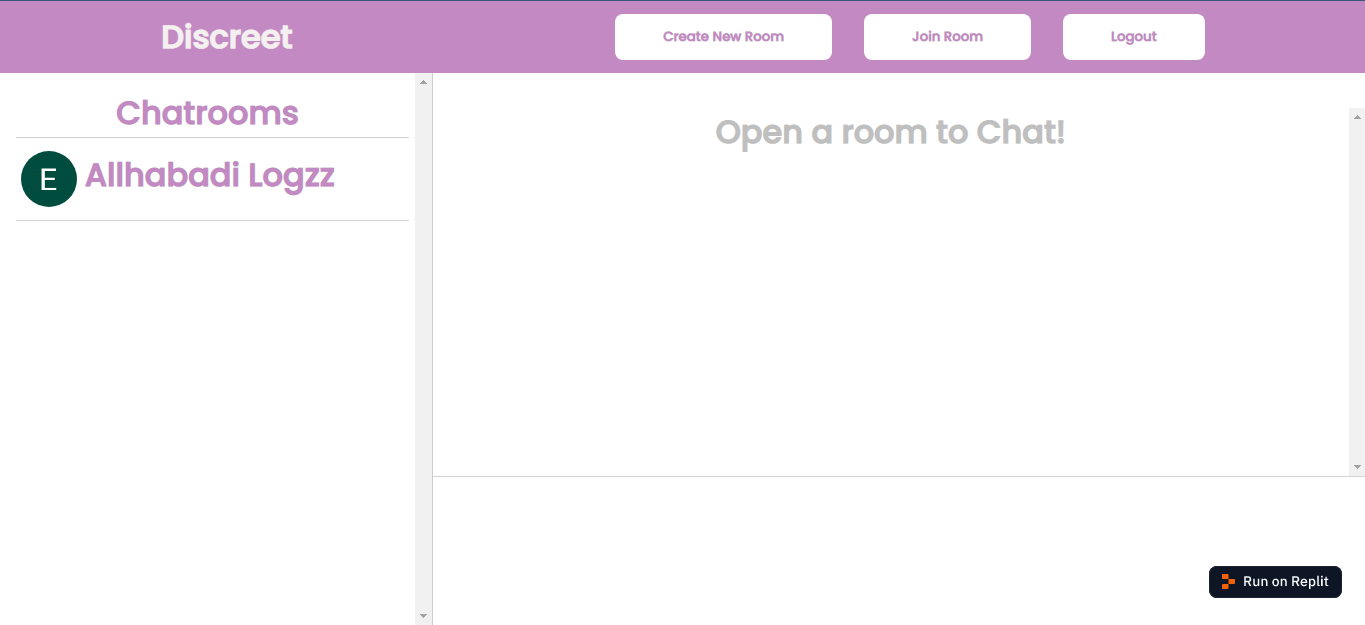 Discreet
Create New Room
Join Room
Logout
Chatrooms
E
Allhabadi Logzz
Open a room to Chat!
Run on Replit